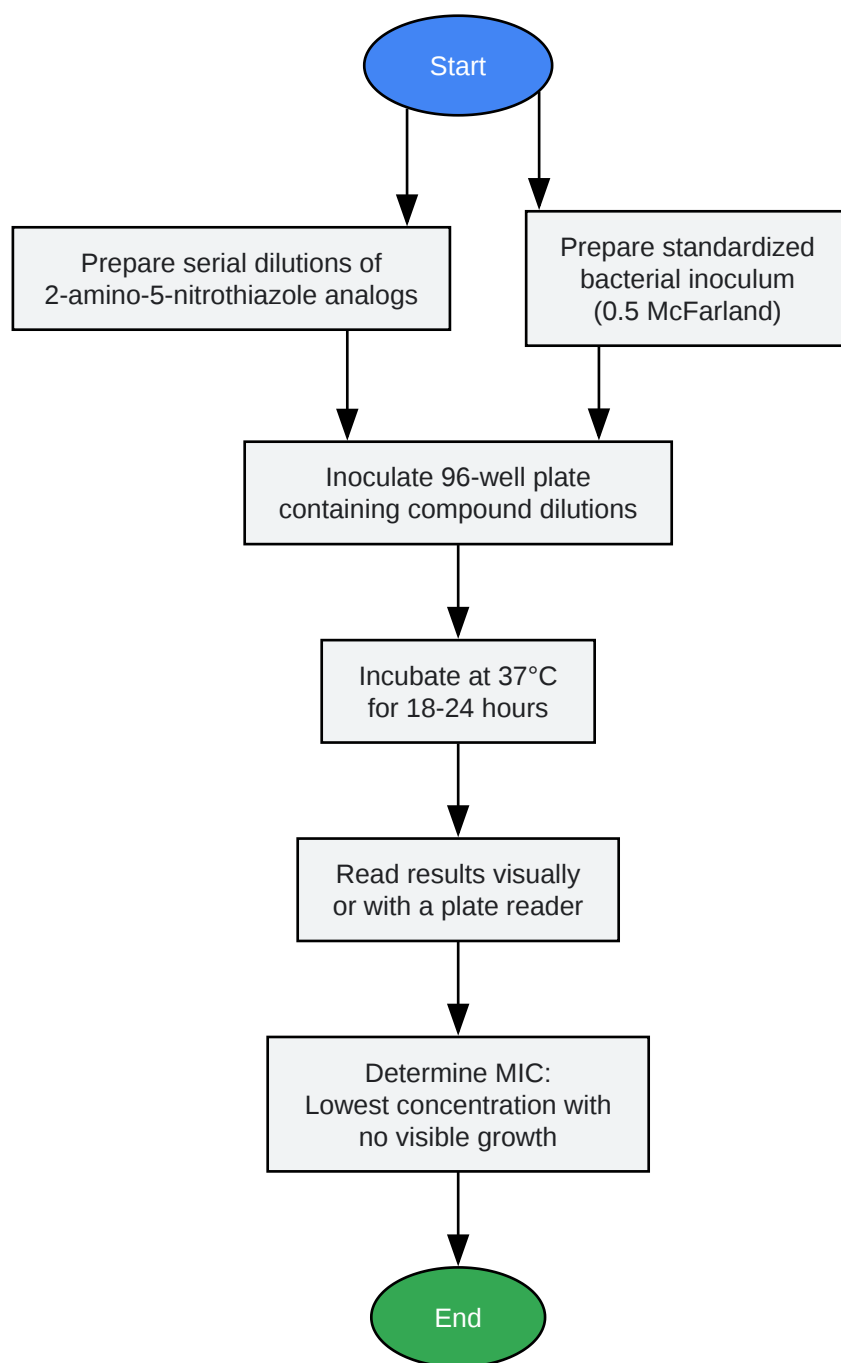 Start
Prepare serial dilutions of
2-amino-5-nitrothiazole analogs
Prepare standardized
bacterial inoculum
(0.5 McFarland)
Inoculate 96-well plate
containing compound dilutions
Incubate at 37°C
for 18-24 hours
Read results visually
or with a plate reader
Determine MIC:
Lowest concentration with
no visible growth
End